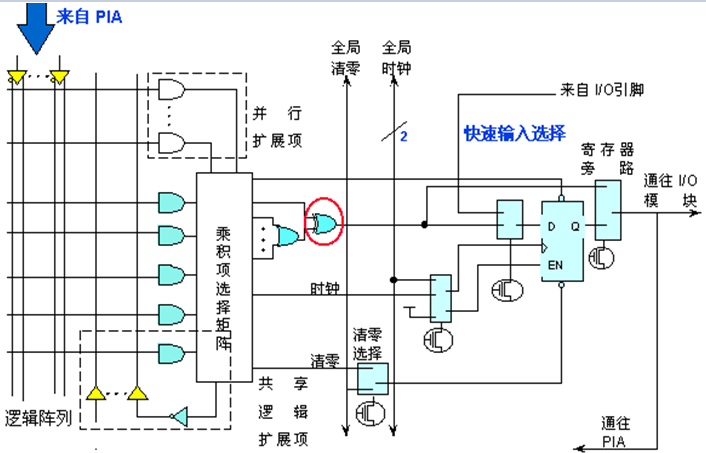 来自 PIA
全局
清零
全局
时钟
来自 I/O引脚
并 行
扩展项
2
快速输入选择
寄存器
旁 路
通往 I/O
模 块
乘积项选择矩阵
D Q
EN
时钟
清零
清零
选择
共 享
逻 辑
扩展项
逻辑阵列
通往
PIA